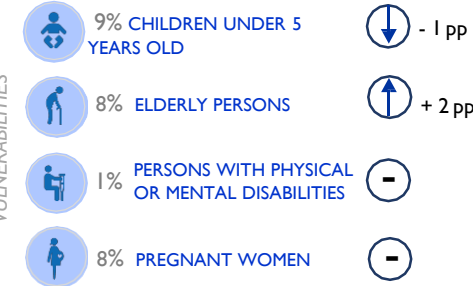 VULNERABILITIES
9% CHILDREN UNDER 5
YEARS OLD
- 1 pp
8% ELDERLY PERSONS
+ 2 pp
1% PERSONS WITH PHYSICAL
OR MENTAL DISABILITIES
-
8% PREGNANT WOMEN
-